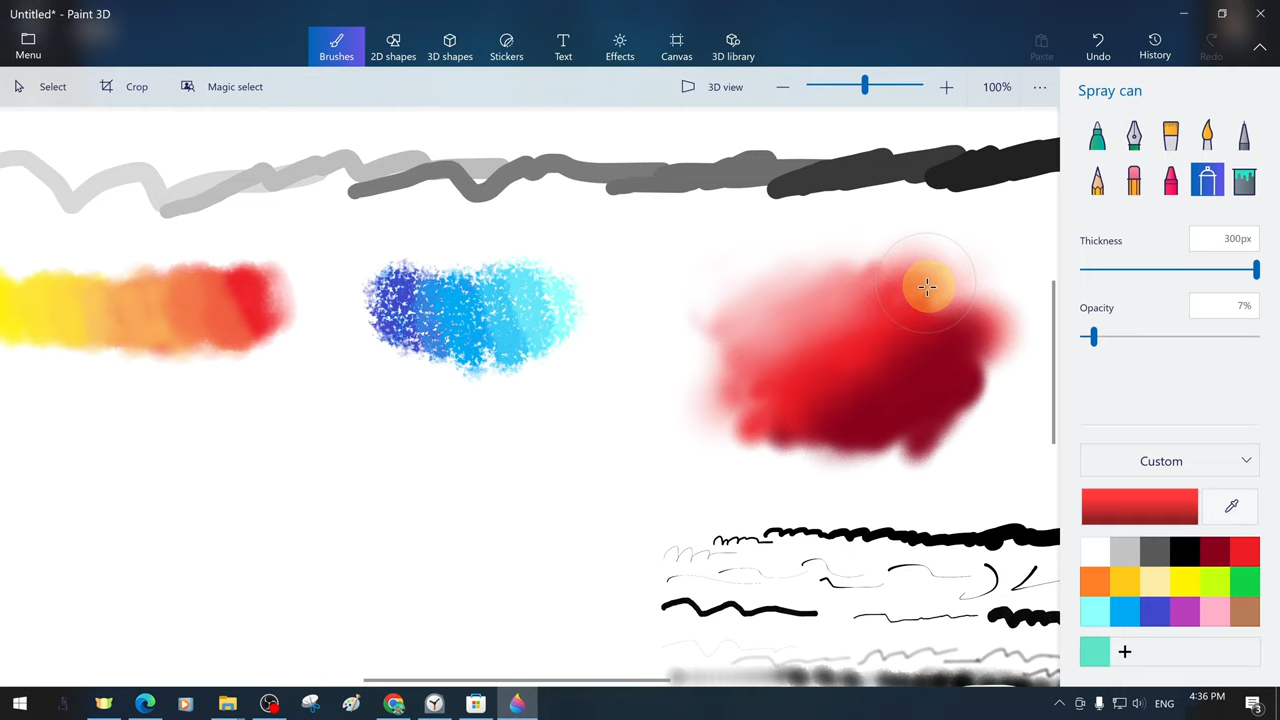 Untitled* - Paint 3D
Menu
Brushes
2D shapes
3D shapes
Stickers
Text
Effects
Canvas
3D library
Paste
Undo
History
Redo
Select
Crop
Magic select
3D view
100%
Spray can
Thickness
300px
Opacity
7%
Custom
4:36 PM
ENG
3